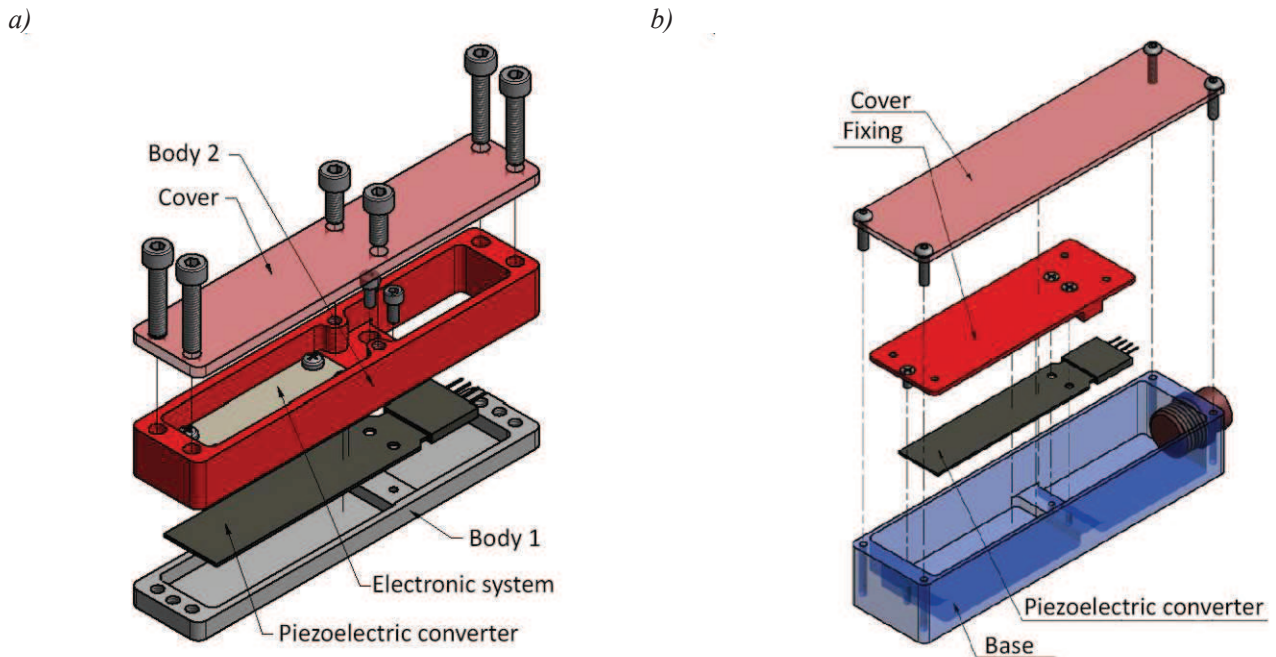 a)
b)
Body 2
Cover
Body 1
Electronic system
Piezoelectric converter
Cover
Fixing
Piezoelectric converter
Base